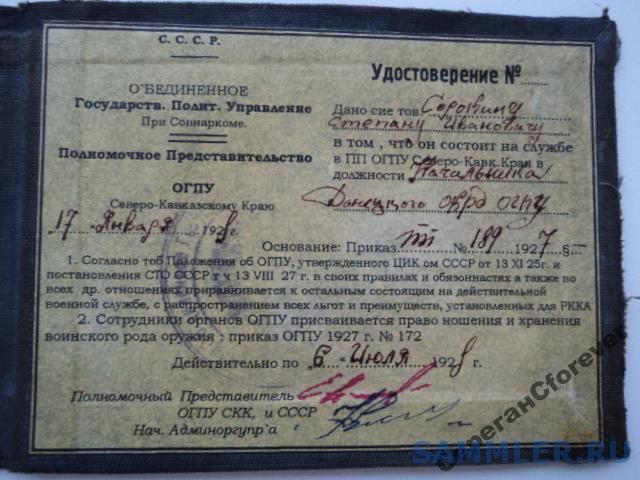 С. С. С. Р.
О'БЕДИНЕННОЕ
Государств. Полит. Управление
При Совнаркоме.
Полномочное Представительство
ОГПУ
Северо-Кавказскому Краю
17 " Января 1928г.
Удостоверение №
Дано сие тов. Сорокину
Степану Ивановичу
в том , что он состоит на службе
в ПП ОГПУ Северо-Кавк.Края в
должности Начальника
Донецкого ОКРд ОГПУ
Основание: Приказ ПП № 189 1927 §
1. Согласно тоб Положения об ОГПУ, утвержденного ЦИК ом СССР от 13 XI 25г. и
постановления СТО СССР т ч 13 VIII 27 г. в своих правилах и обязоннастях а также во
всех др. отношениях приравнивается к остальным состоящим на действительной
военной службе, с распространением всех льгот и преимуществ, установленных для РККА
2. Сотрудники органов ОГПУ присваивается право ношения и хранения
воинского рода оружия : приказ ОГПУ 1927 г. № 172
Действительно по 6 " Июля 1928 г.
Полномочный Представитель
ОГПУ СКК, и СССР
Нач. Админоргупр'а
ВетеранСforever
SAMMLER.RU